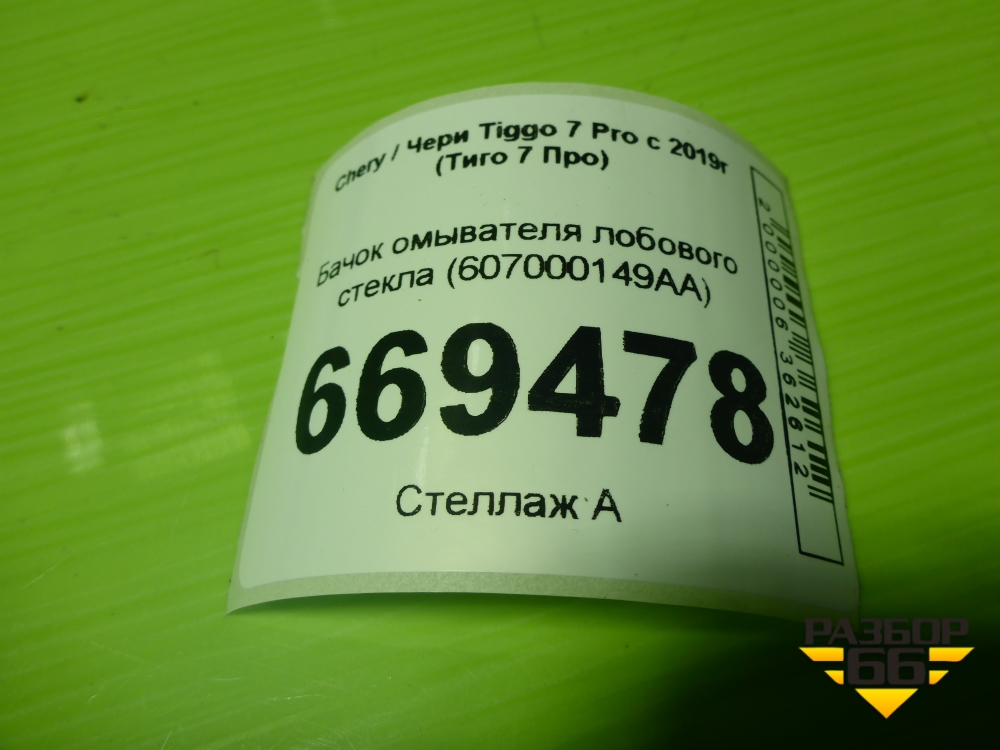 Chery / Чери Tiggo 7 Pro с 2019г
(Тиго 7 Про)
Бачок омывателя лобового
стекла (607000149AA)
669478
Стеллаж А
2000006362612
РАЗБОР
66